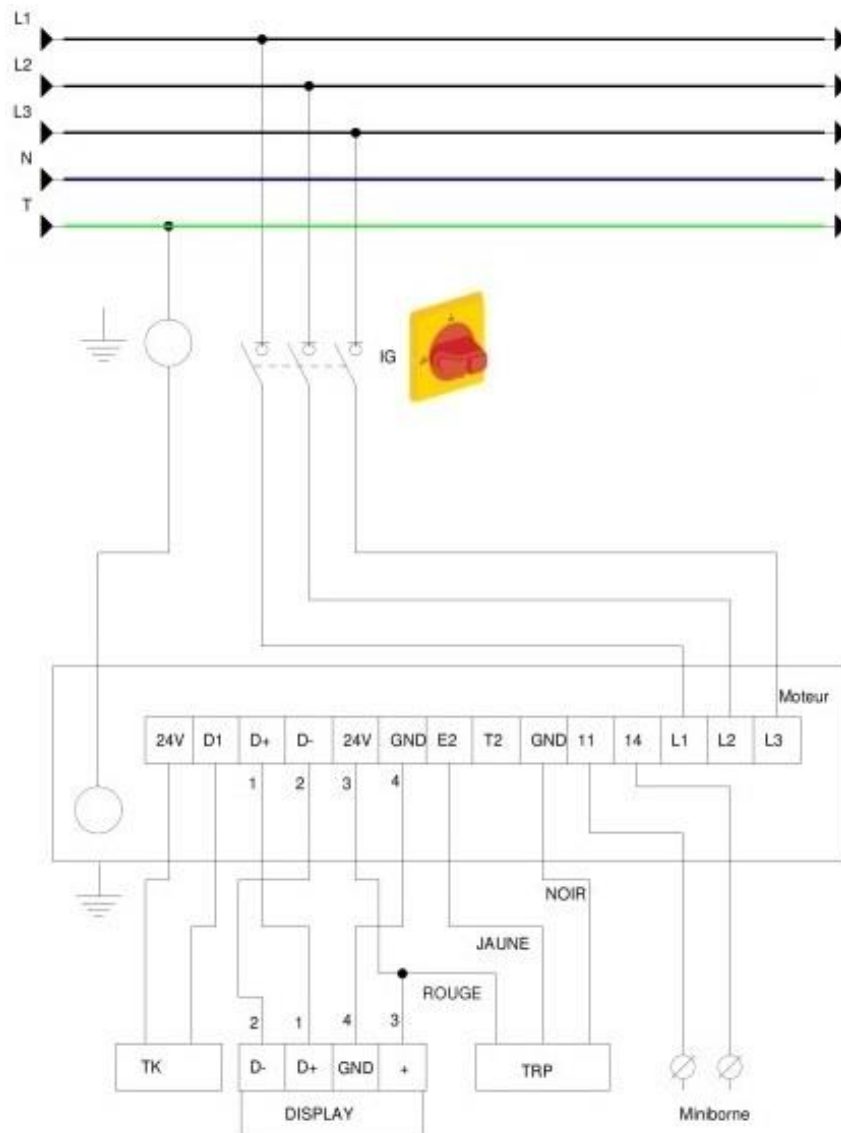 L1
L2
L3
N
T
IG
Moteur
24V D1 D+ D- 24V GND E2 T2 GND 11 14 L1 L2 L3
1 2 3 4
NOIR
JAUNE
ROUGE
2 1 4 3
TK D- D+ GND + TRP
DISPLAY Miniborne